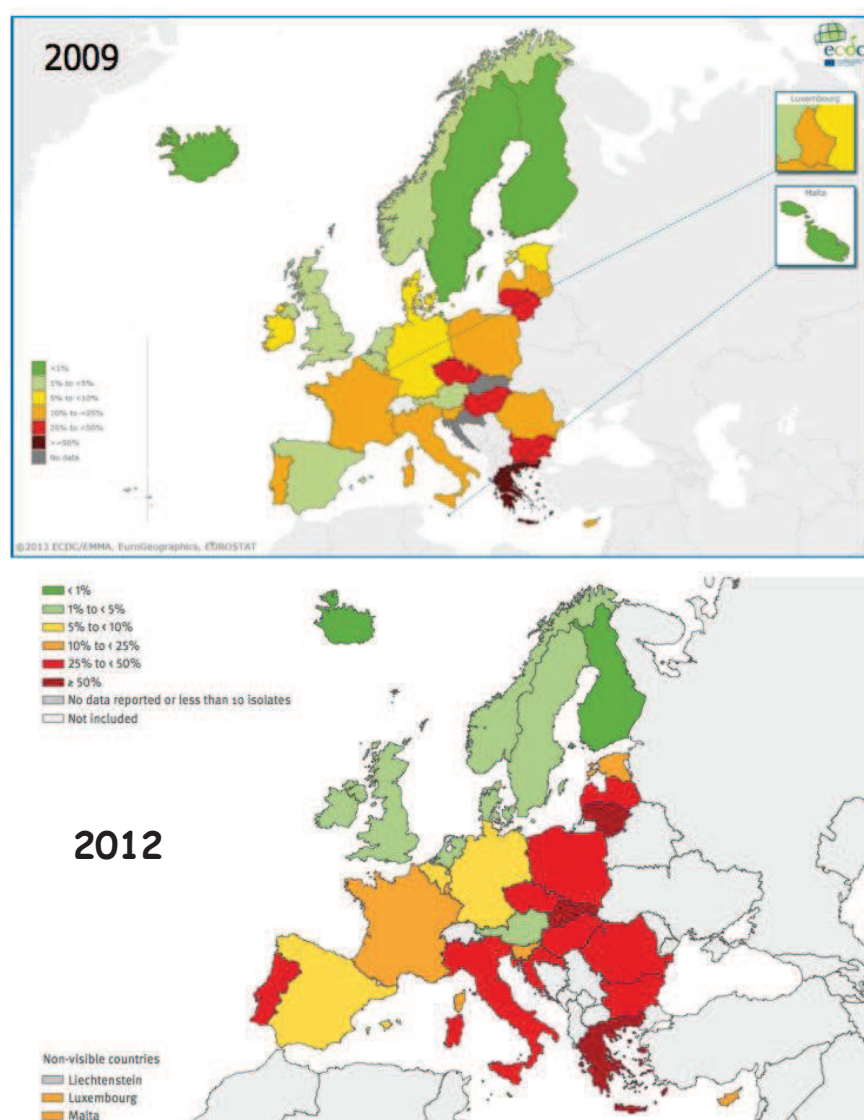 2009
ecdc
Luxembourg
Malta
<1%
1% to <5%
5% to <10%
10% to <25%
25% to <50%
>=50%
No data
©2013 ECDC/EMMA, EuroGeographics, EUROSTAT
< 1%
1% to < 5%
5% to < 10%
10% to < 25%
25% to < 50%
≥ 50%
No data reported or less than 10 isolates
Not included
2012
Non-visible countries
Liechtenstein
Luxembourg
Malta